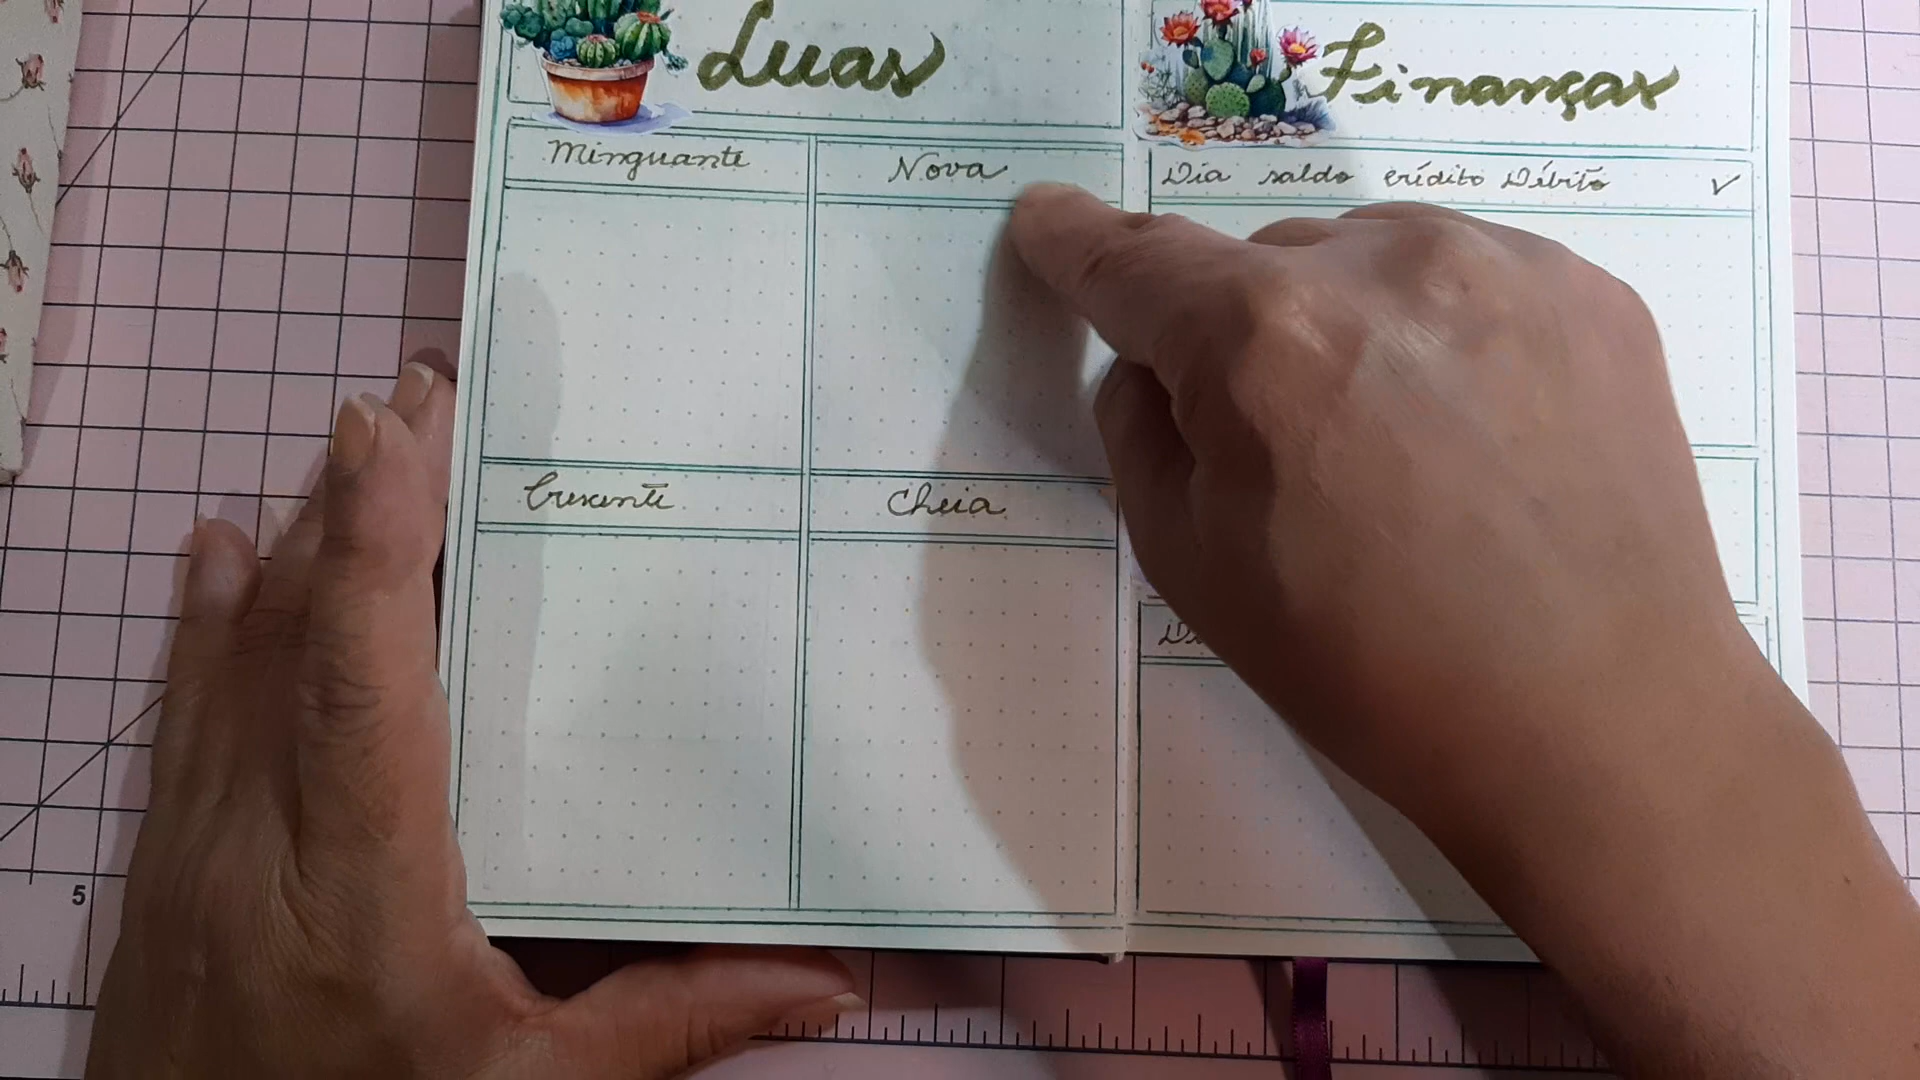 Luas
Minguante Nova
Crescente Cheia
Finanças
Dia saldo crédito Débito ✓
5